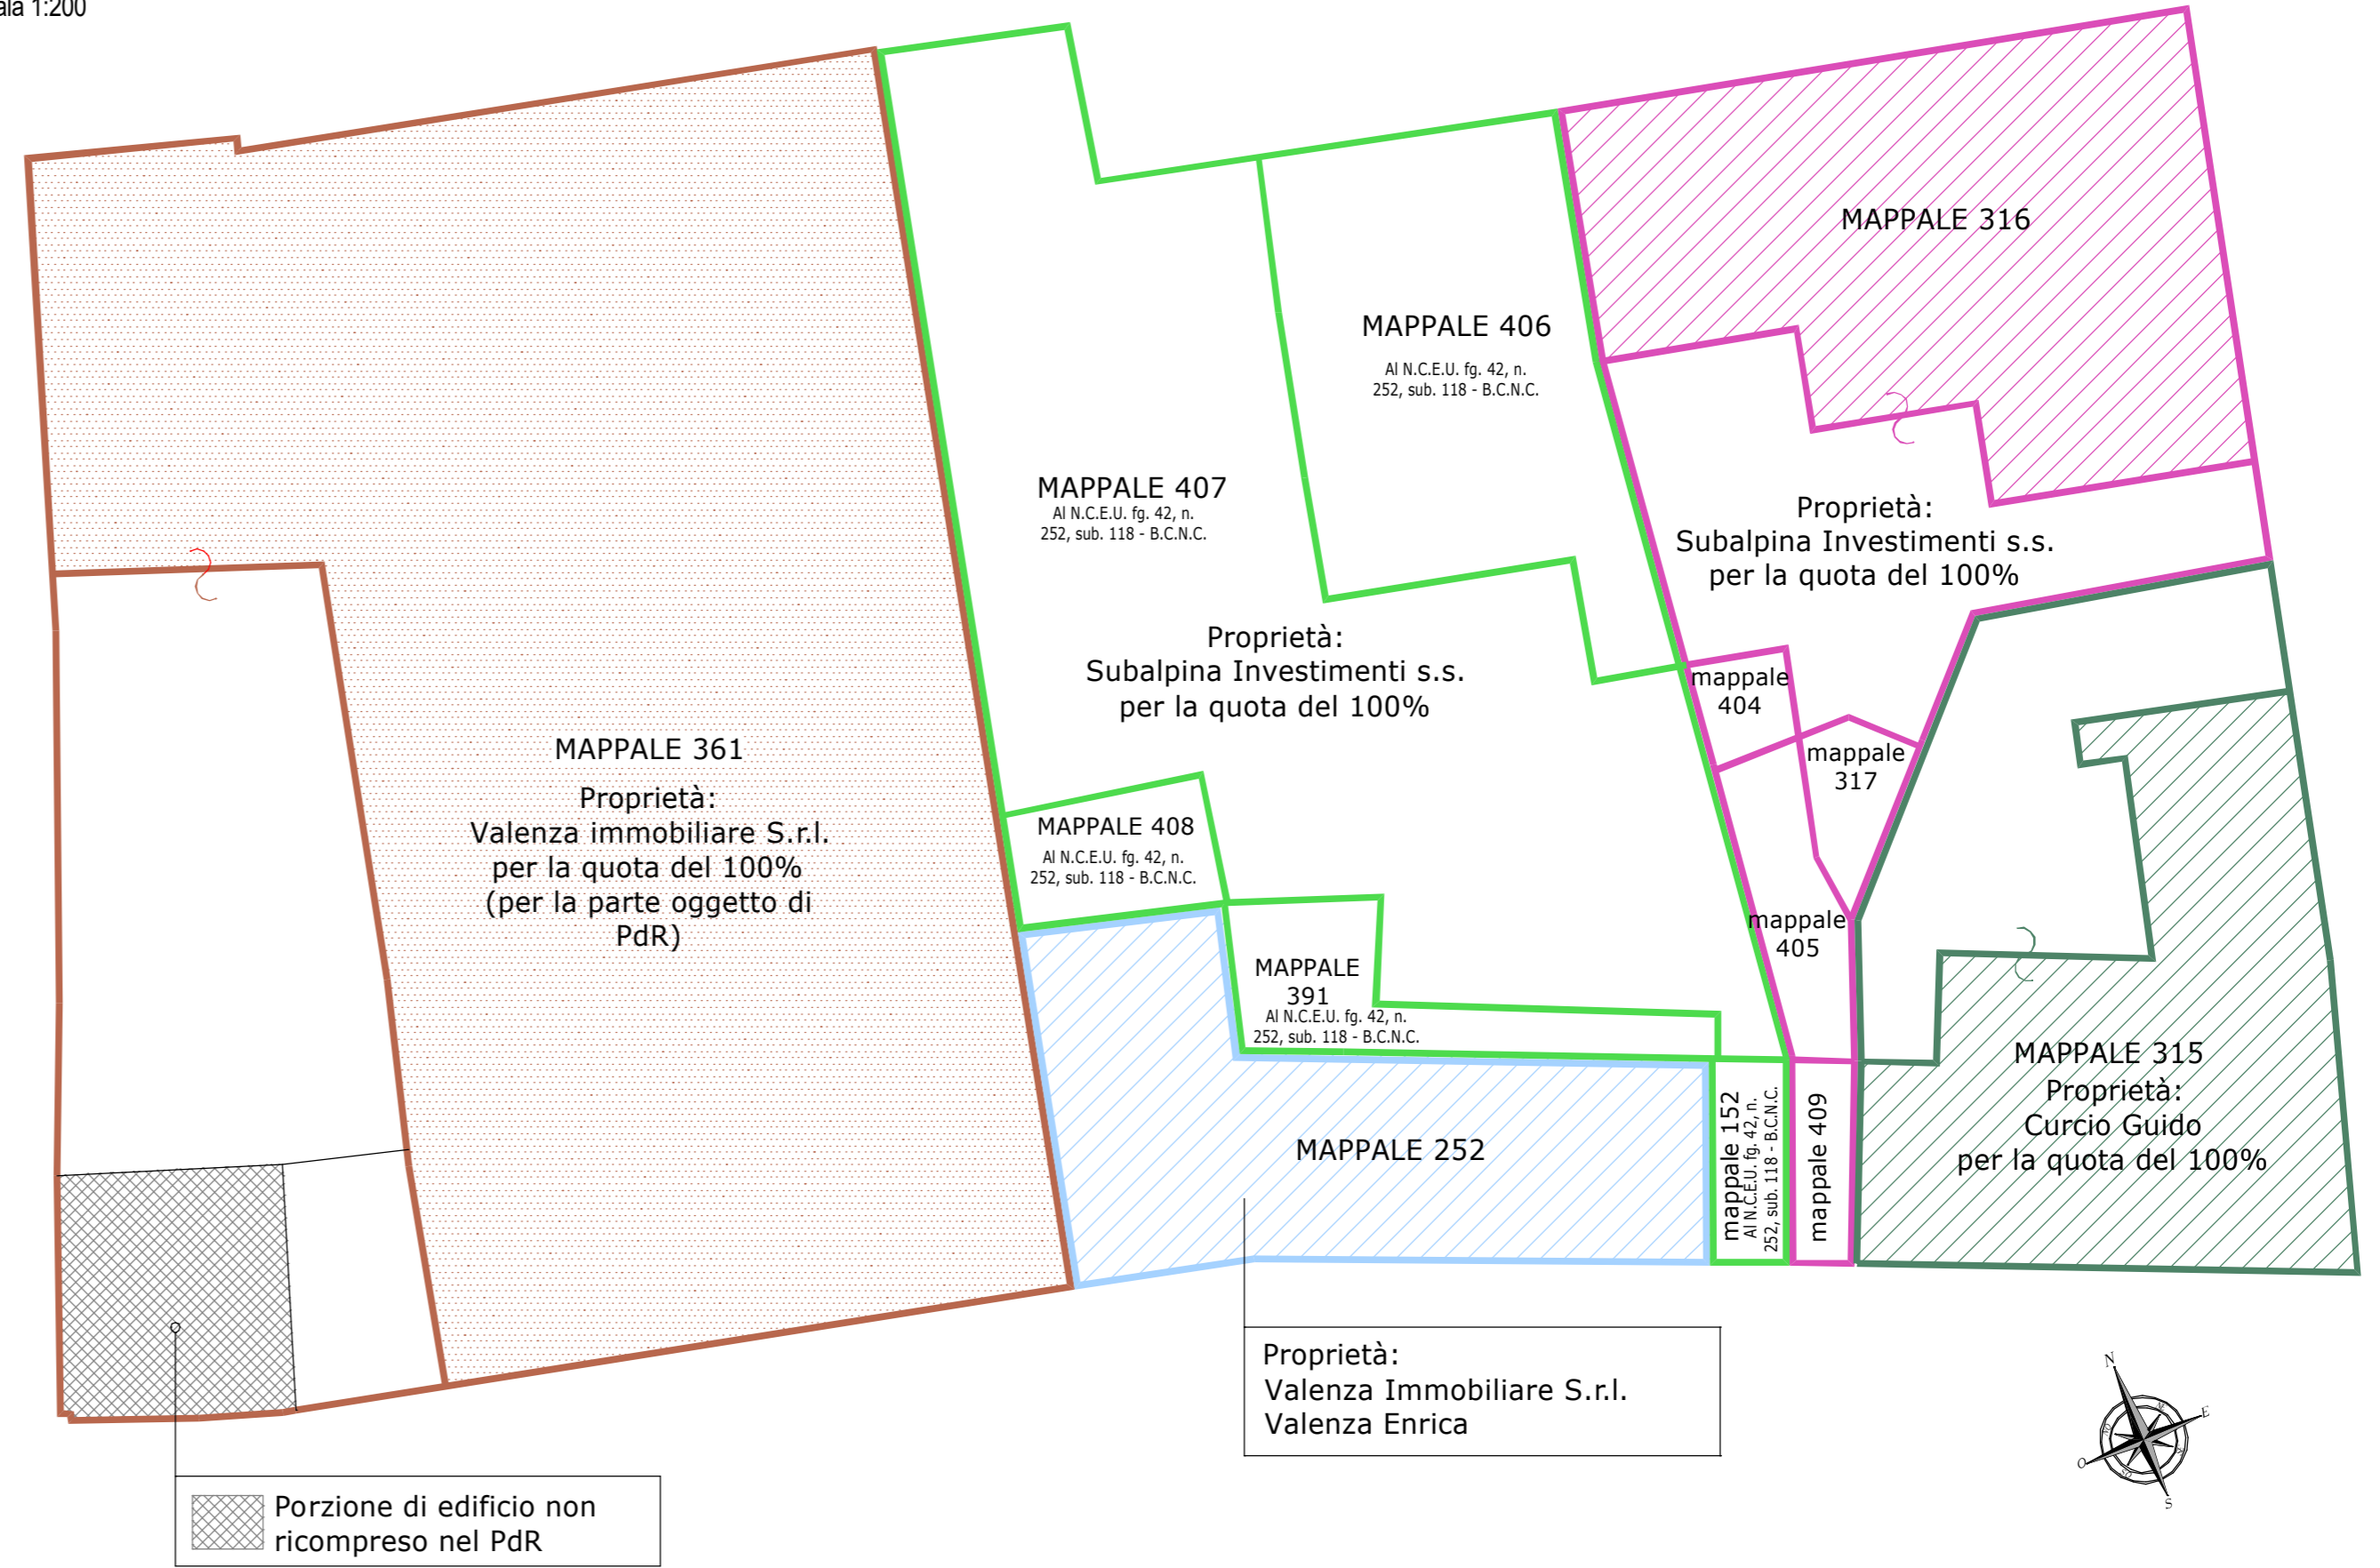 ala 1:200
MAPPALE 316
MAPPALE 406
Al N.C.E.U. fg. 42, n.
252, sub. 118 - B.C.N.C.
MAPPALE 407
Al N.C.E.U. fg. 42, n.
252, sub. 118 - B.C.N.C.
Proprietà:
Subalpina Investimenti s.s.
per la quota del 100%
Proprietà:
Subalpina Investimenti s.s.
per la quota del 100%
mappale
404
mappale
317
MAPPALE 361
Proprietà:
Valenza immobiliare S.r.l.
per la quota del 100%
(per la parte oggetto di
PdR)
MAPPALE 408
Al N.C.E.U. fg. 42, n.
252, sub. 118 - B.C.N.C.
mappale
405
MAPPALE
391
Al N.C.E.U. fg. 42, n.
252, sub. 118 - B.C.N.C.
MAPPALE 315
Proprietà:
Curcio Guido
per la quota del 100%
MAPPALE 252
mappale 152
Al N.C.E.U. fg. 42, n.
252, sub. 118 - B.C.N.C.
mappale 409
Proprietà:
Valenza Immobiliare S.r.l.
Valenza Enrica
N
E
O
S
Porzione di edificio non
ricompreso nel PdR